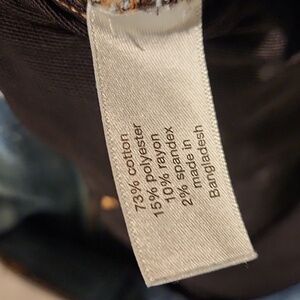 73% cotton
15% polyester
10% rayon
2% spandex
made in
Bangladesh